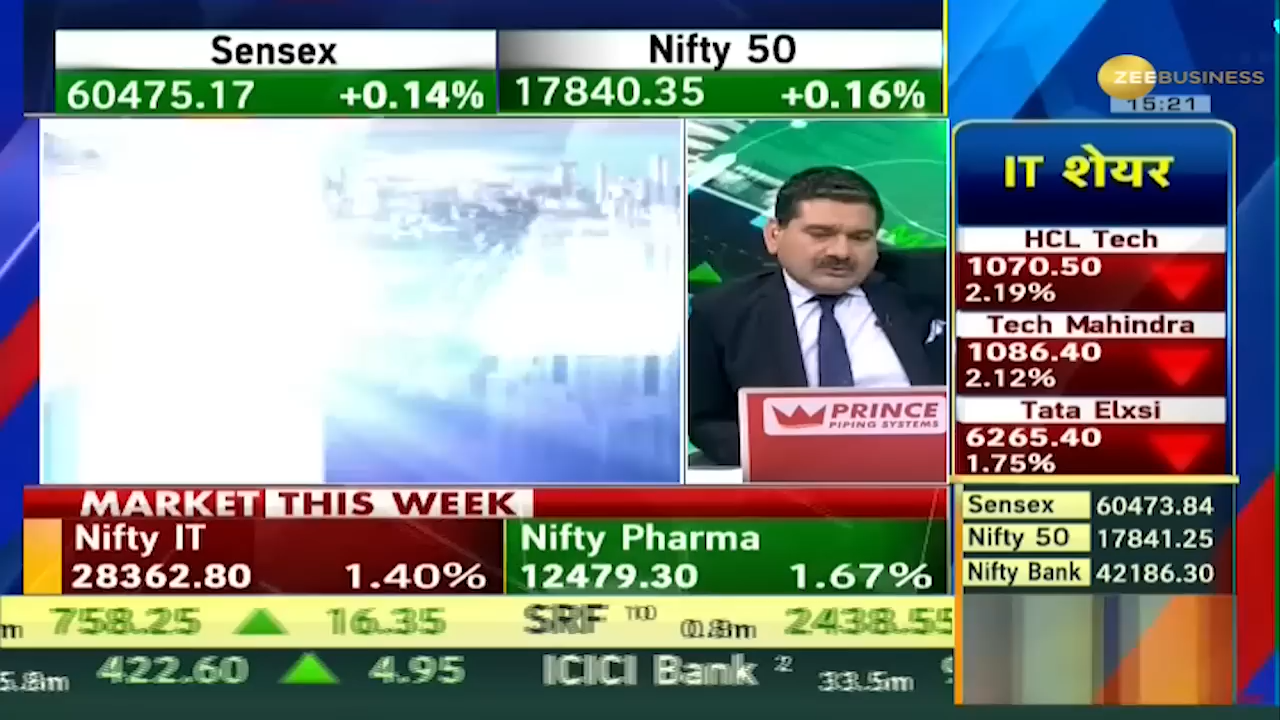 Sensex
60475.17 +0.14%
Nifty 50
17840.35 +0.16%
ZEEBUSINESS
15:21
IT शेयर
HCL Tech
1070.50
2.19%
Tech Mahindra
1086.40
2.12%
Tata Elxsi
6265.40
1.75%
PRINCE
PIPING SYSTEMS
MARKET THIS WEEK
Nifty IT
28362.80 1.40%
Nifty Pharma
12479.30 1.67%
Sensex 60473.84
Nifty 50 17841.25
Nifty Bank 42186.30
758.25 16.35 SRF 2438.55
5.8m 422.60 4.95 ICICI Bank 33.5m